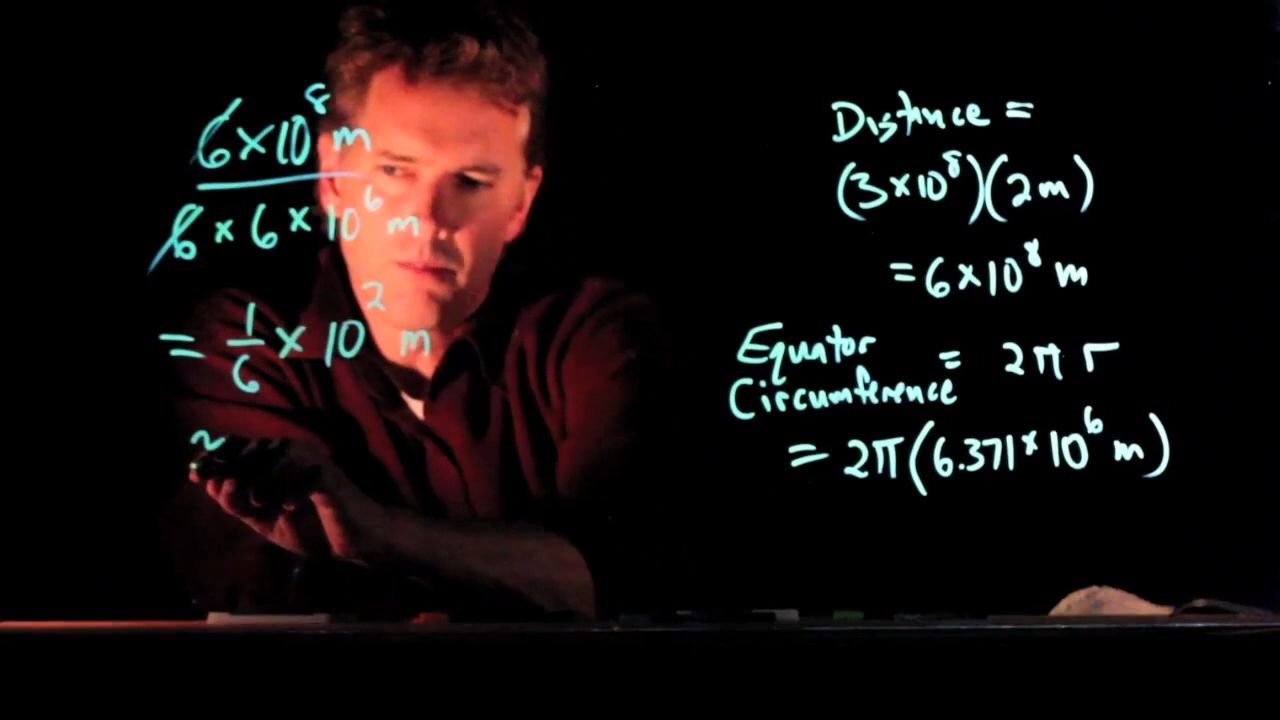 6×10⁸ m
6 × 6 × 10⁶ m
= 1/6 × 10² m
~
Distance =
(3×10⁸)(2m)
= 6×10⁸ m
Equator
Circumference = 2π r
= 2π(6.371×10⁶ m)